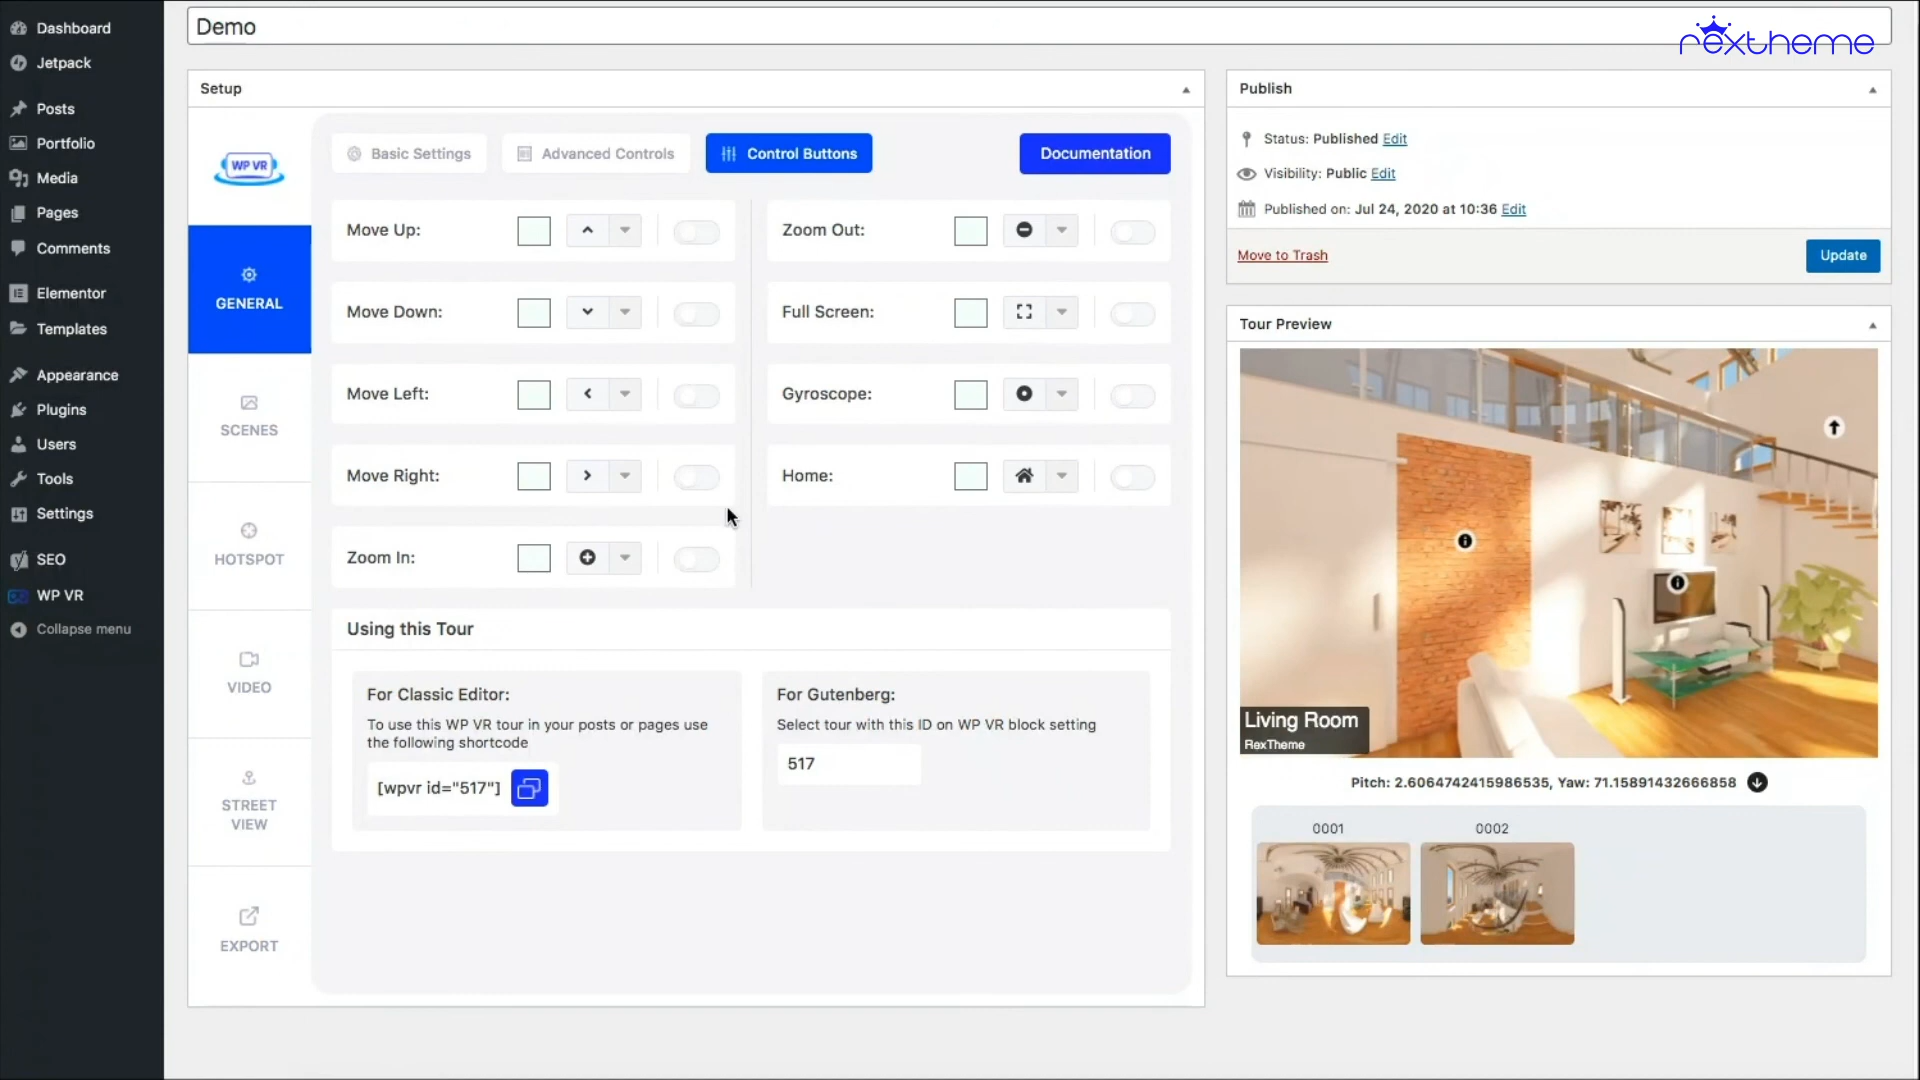 Dashboard
Jetpack
Posts
Portfolio
Media
Pages
Comments
Elementor
Templates
Appearance
Plugins
Users
Tools
Settings
SEO
WP VR
Collapse menu
Demo
rextheme
Setup
WP VR
GENERAL
SCENES
HOTSPOT
VIDEO
STREET
VIEW
EXPORT
Basic Settings
Advanced Controls
Control Buttons
Documentation
Move Up:
Move Down:
Move Left:
Move Right:
Zoom In:
Zoom Out:
Full Screen:
Gyroscope:
Home:
Using this Tour
For Classic Editor:
To use this WP VR tour in your posts or pages use
the following shortcode
[wpvr id="517"]
For Gutenberg:
Select tour with this ID on WP VR block setting
517
Publish
Status: Published Edit
Visibility: Public Edit
Published on: Jul 24, 2020 at 10:36 Edit
Move to Trash
Update
Tour Preview
Living Room
RexTheme
Pitch: 2.6064742415986535, Yaw: 71.15891432666858
0001
0002